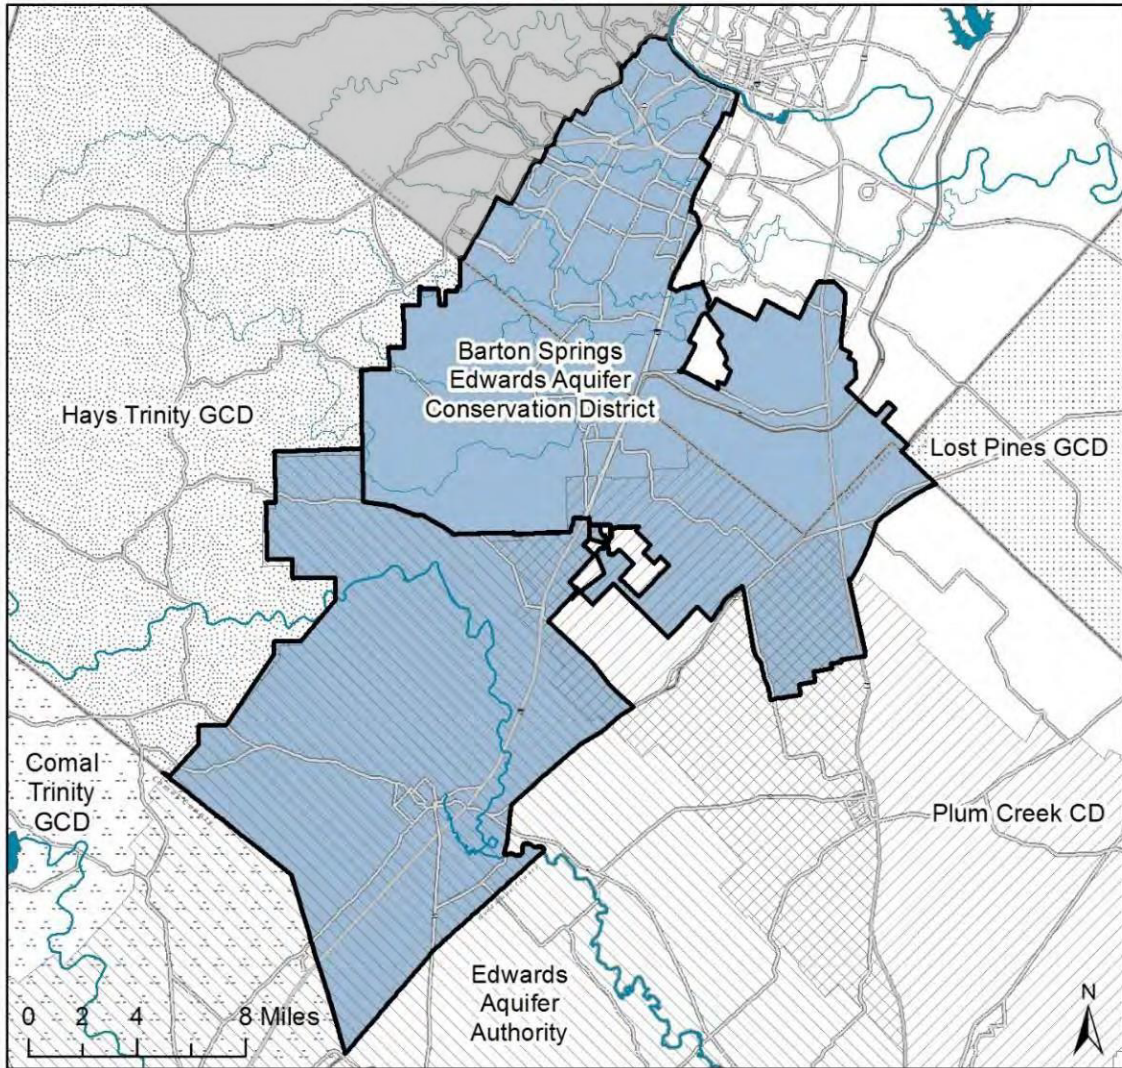 Barton Springs
Edwards Aquifer
Conservation District
Hays Trinity GCD
Lost Pines GCD
Comal
Trinity
GCD
Plum Creek CD
Edwards
Aquifer
Authority
0 2 4 8 Miles
N